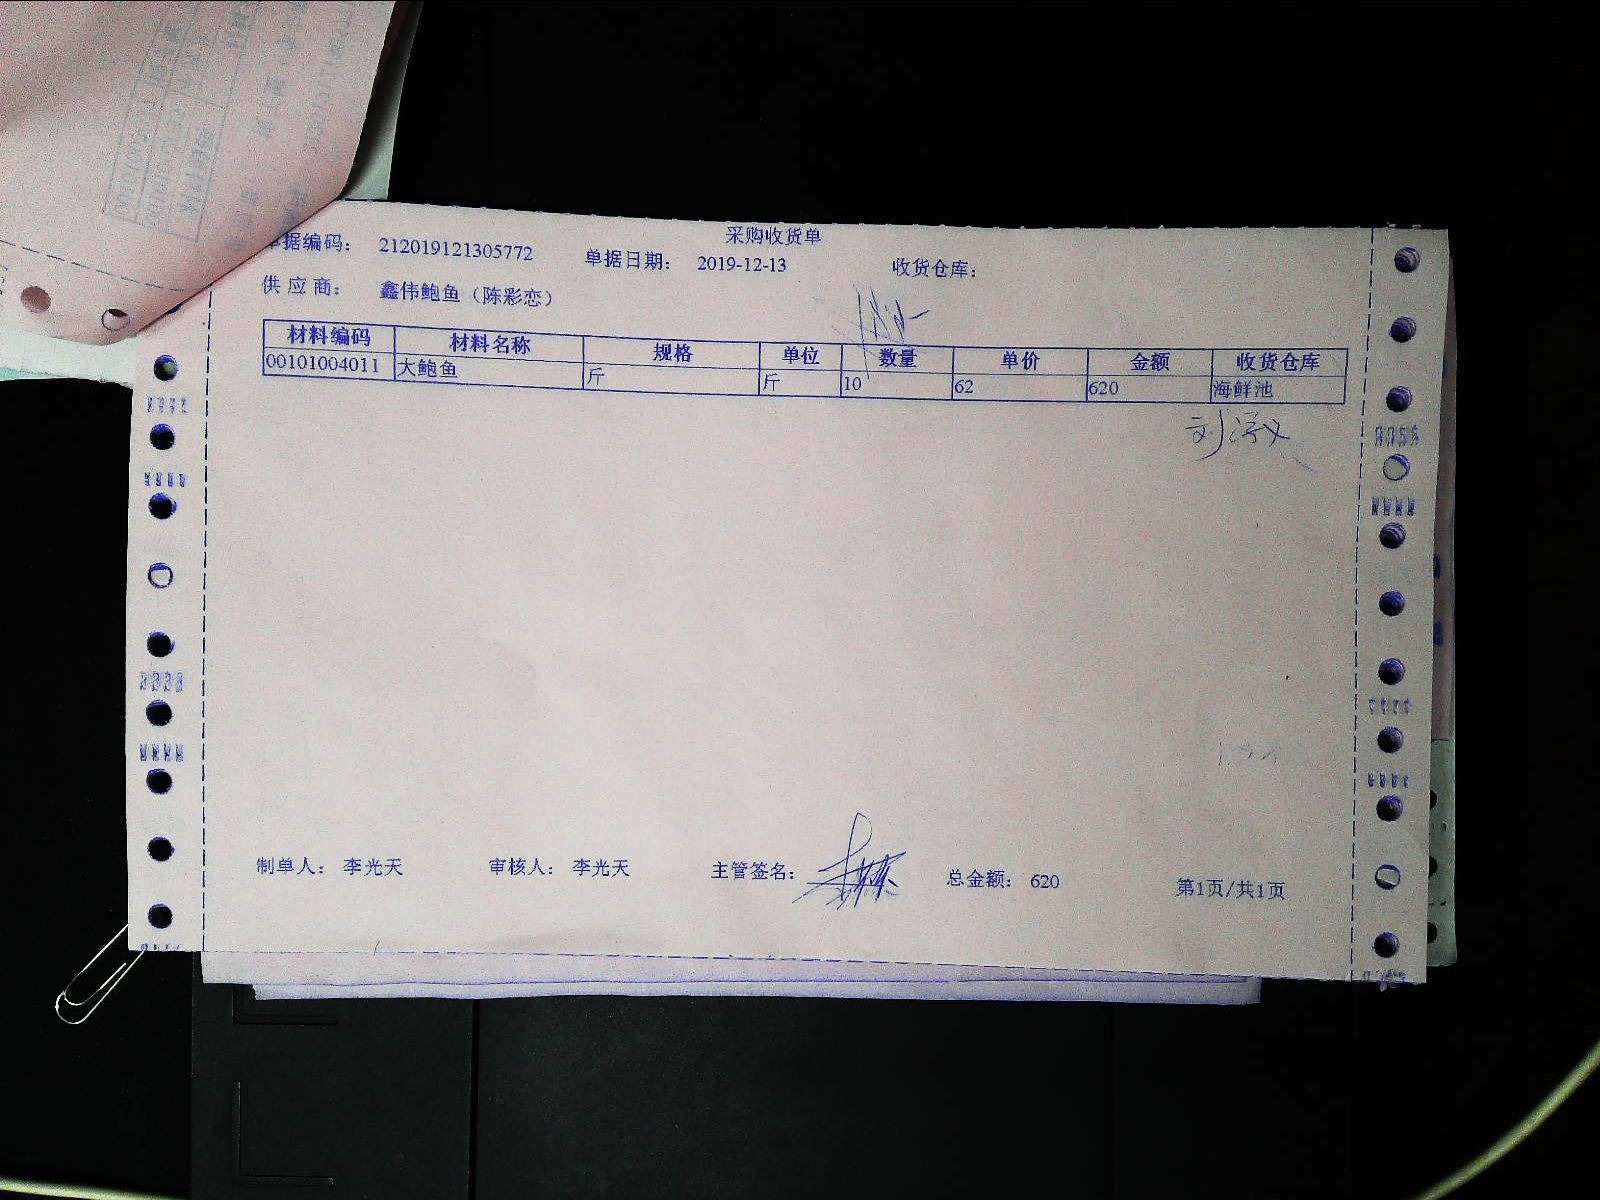 采购收货单
单据编码： 212019121305772 单据日期： 2019-12-13 收货仓库：
供应商： 鑫伟鲍鱼（陈彩恋）
材料编码 材料名称 规格 单位 数量 单价 金额 收货仓库
00101004011 大鲍鱼 斤 斤 10 62 620 海鲜池
制单人： 李光天 审核人： 李光天 主管签名： 总金额： 620 第1页/共1页